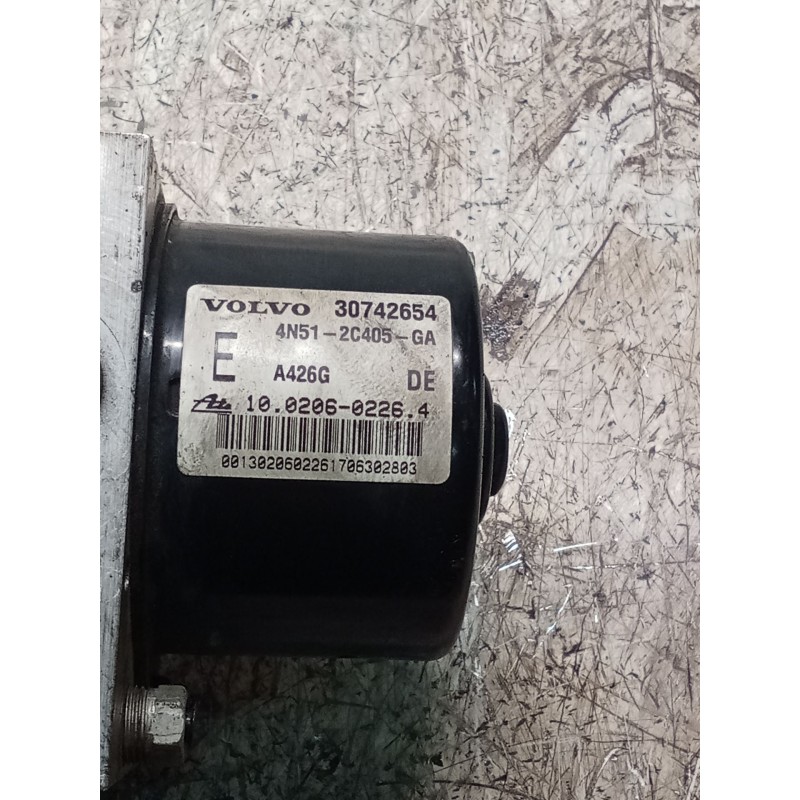 VOLVO 30742654
4N51-2C405-GA
E A426G DE
Ate 10.0206-0226.4
00130206022617063028​03